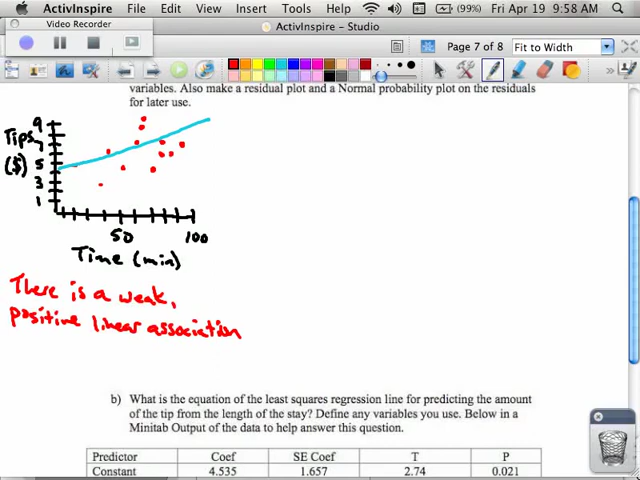 ActivInspire File Edit View Insert Tools Help (99%) Fri Apr 19 9:58 AM
Video Recorder
ActivInspire - Studio
Page 7 of 8 Fit to Width
variables. Also make a residual plot and a Normal probability plot on the residuals
for later use.
9
Tips 7
($) 5
3
1
50 100
Time (min)
There is a weak,
positive linear association
b) What is the equation of the least squares regression line for predicting the amount
of the tip from the length of the stay? Define any variables you use. Below in a
Minitab Output of the data to help answer this question.
Predictor Coef SE Coef T P
Constant 4.535 1.657 2.74 0.021